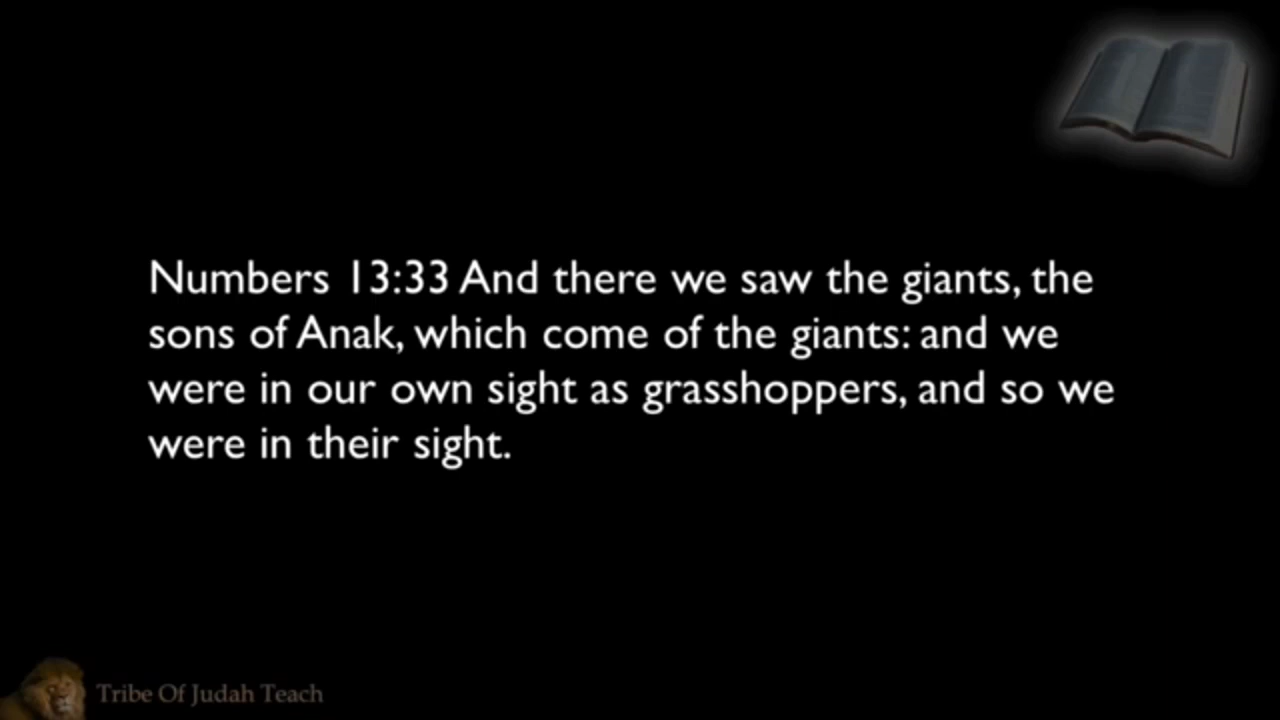 Numbers 13:33 And there we saw the giants, the
sons of Anak, which come of the giants: and we
were in our own sight as grasshoppers, and so we
were in their sight.
Tribe Of Judah Teach